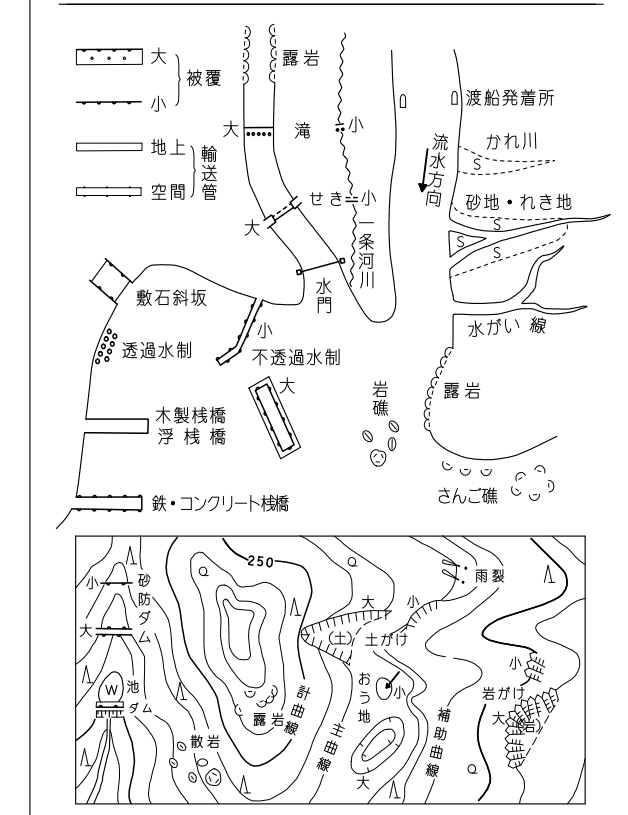 大
小
被覆
地上
空間
輸送管
露岩
大
滝
小
せき
小
大
一条河川
水門
渡船発着所
流水方向
かれ川
S
砂地・れき地
S
S
S
水がい線
露岩
さんご礁
敷石斜坂
透過水制
小
不透過水制
大
岩礁
木製桟橋
浮桟橋
鉄・コンクリート桟橋
250
小
砂防ダム
大
W
池
ダム
散岩
露岩
計曲線
主曲線
大
小
(土)
土がけ
雨裂
おう地
小
大
補助曲線
小
岩がけ
大
(岩)